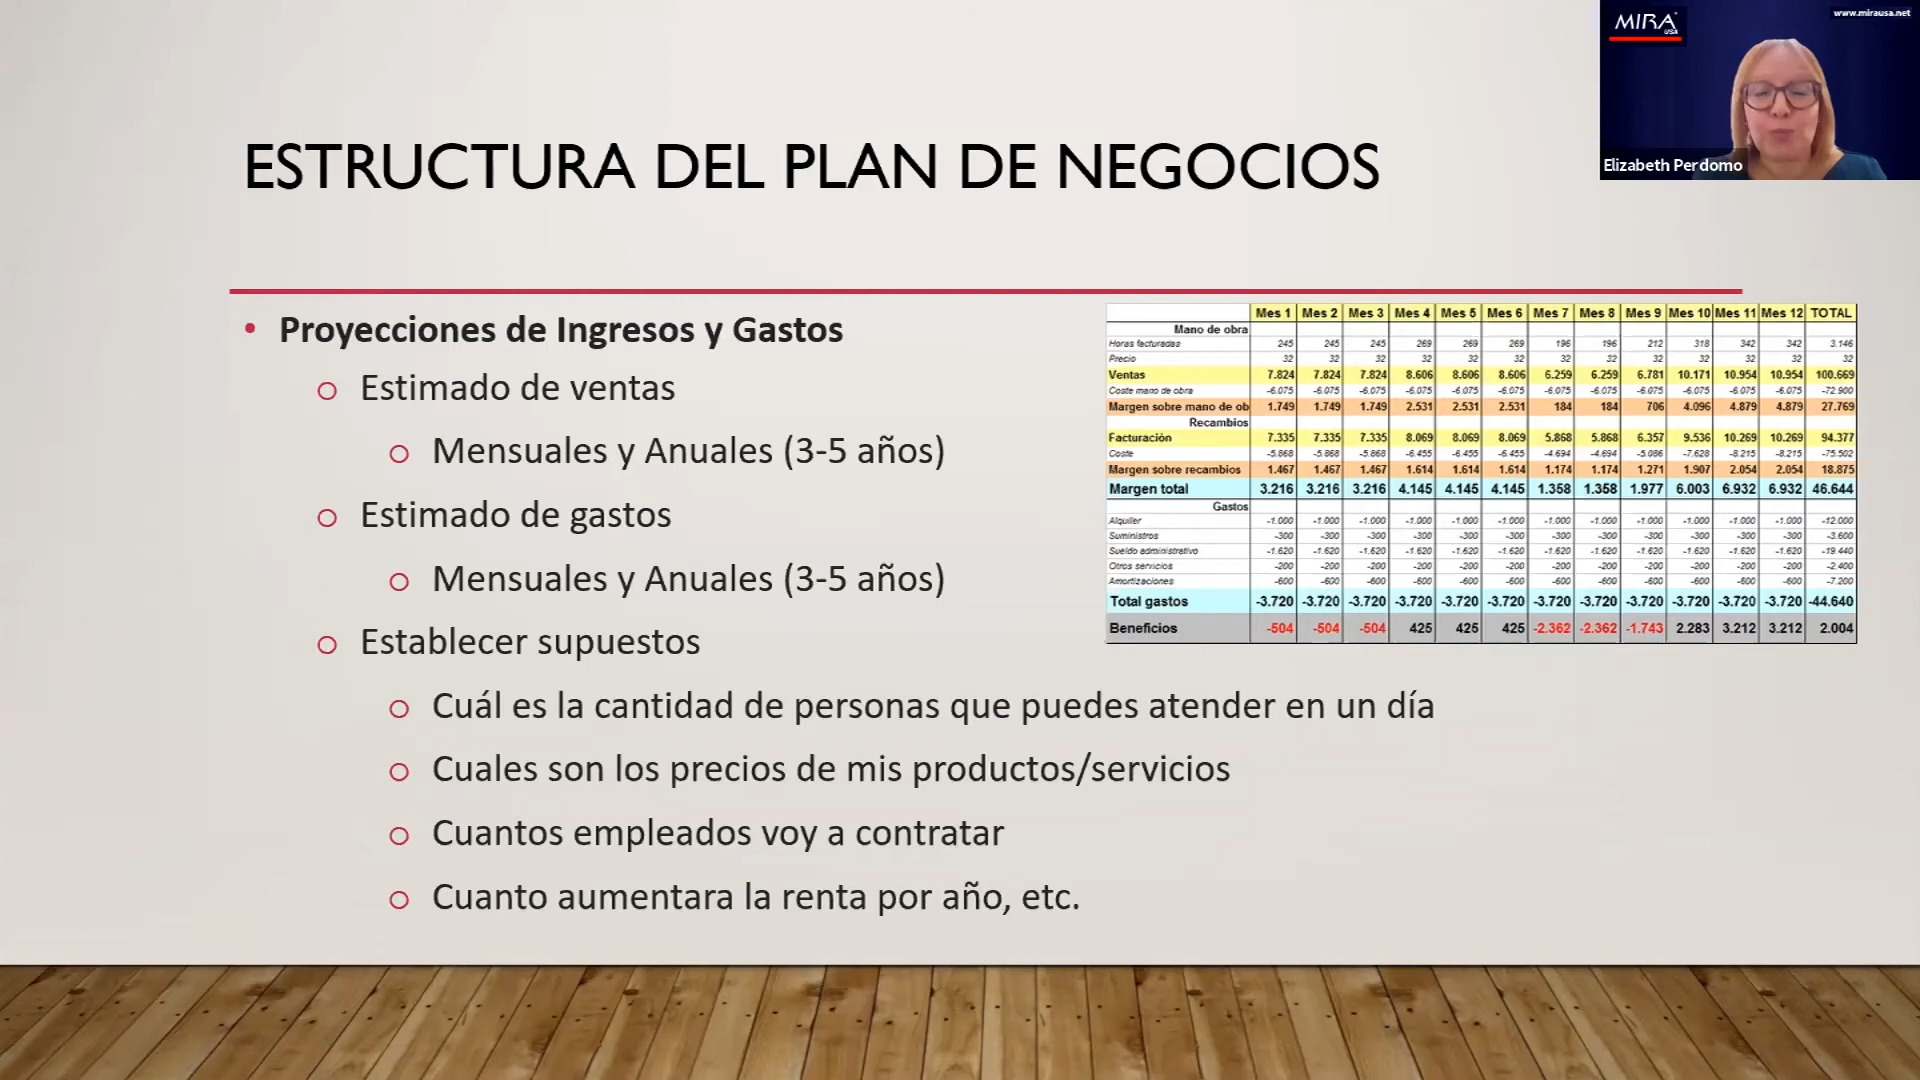 MIRA
USA
www.mirausa.net
Elizabeth Perdomo
ESTRUCTURA DEL PLAN DE NEGOCIOS
• Proyecciones de Ingresos y Gastos
o Estimado de ventas
o Mensuales y Anuales (3-5 años)
o Estimado de gastos
o Mensuales y Anuales (3-5 años)
o Establecer supuestos
o Cuál es la cantidad de personas que puedes atender en un día
o Cuales son los precios de mis productos/servicios
o Cuantos empleados voy a contratar
o Cuanto aumentara la renta por año, etc.
Mes 1 Mes 2 Mes 3 Mes 4 Mes 5 Mes 6 Mes 7 Mes 8 Mes 9 Mes 10 Mes 11 Mes 12 TOTAL
Mano de obra
Horas facturadas 245 245 245 269 269 269 196 196 212 318 342 342 3.146
Precio 32 32 32 32 32 32 32 32 32 32 32 32 32
Ventas 7.824 7.824 7.824 8.606 8.606 8.606 6.259 6.259 6.781 10.171 10.954 10.954 100.669
Coste mano de obra -6.075 -6.075 -6.075 -6.075 -6.075 -6.075 -6.075 -6.075 -6.075 -6.075 -6.075 -6.075 -72.900
Margen sobre mano de ob 1.749 1.749 1.749 2.531 2.531 2.531 184 184 706 4.096 4.879 4.879 27.769
Recambios
Facturación 7.335 7.335 7.335 8.069 8.069 8.069 5.868 5.868 6.357 9.536 10.269 10.269 94.377
Coste -5.868 -5.868 -5.868 -6.455 -6.455 -6.455 -4.694 -4.694 -5.086 -7.628 -8.215 -8.215 -75.502
Margen sobre recambios 1.467 1.467 1.467 1.614 1.614 1.614 1.174 1.174 1.271 1.907 2.054 2.054 18.875
Margen total 3.216 3.216 3.216 4.145 4.145 4.145 1.358 1.358 1.977 6.003 6.932 6.932 46.644
Gastos
Alquiler -1.000 -1.000 -1.000 -1.000 -1.000 -1.000 -1.000 -1.000 -1.000 -1.000 -1.000 -1.000 -12.000
Suministros -300 -300 -300 -300 -300 -300 -300 -300 -300 -300 -300 -300 -3.600
Sueldo administrativo -1.620 -1.620 -1.620 -1.620 -1.620 -1.620 -1.620 -1.620 -1.620 -1.620 -1.620 -1.620 -19.440
Otros servicios -200 -200 -200 -200 -200 -200 -200 -200 -200 -200 -200 -200 -2.400
Amortizaciones -600 -600 -600 -600 -600 -600 -600 -600 -600 -600 -600 -600 -7.200
Total gastos -3.720 -3.720 -3.720 -3.720 -3.720 -3.720 -3.720 -3.720 -3.720 -3.720 -3.720 -3.720 -44.640
Beneficios -504 -504 -504 425 425 425 -2.362 -2.362 -1.743 2.283 3.212 3.212 2.004